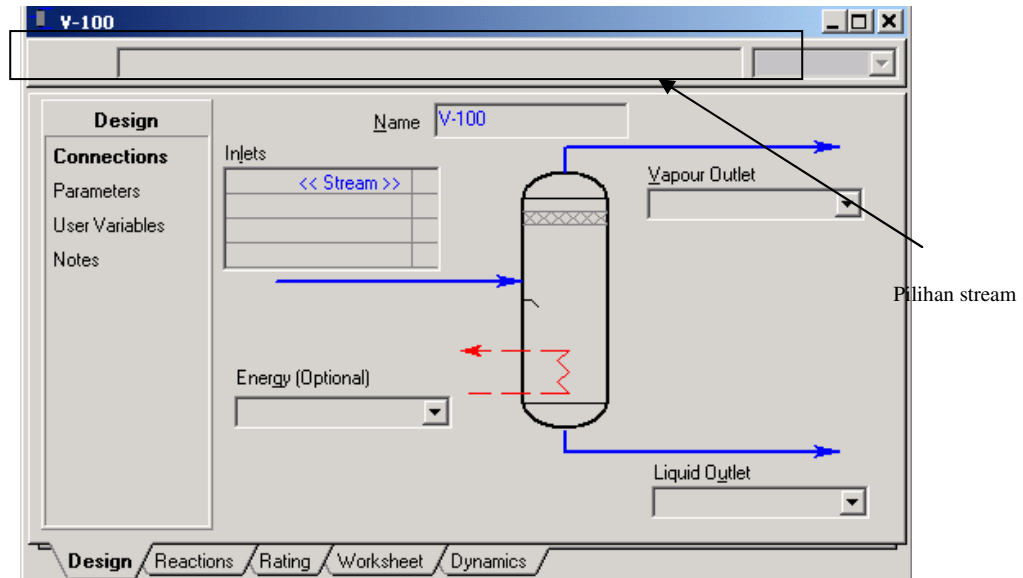 V-100
Design
Connections
Parameters
User Variables
Notes
Name V-100
Inlets
<< Stream >>
Vapour Outlet
Pilihan stream
Energy (Optional)
Liquid Outlet
Design Reactions Rating Worksheet Dynamics